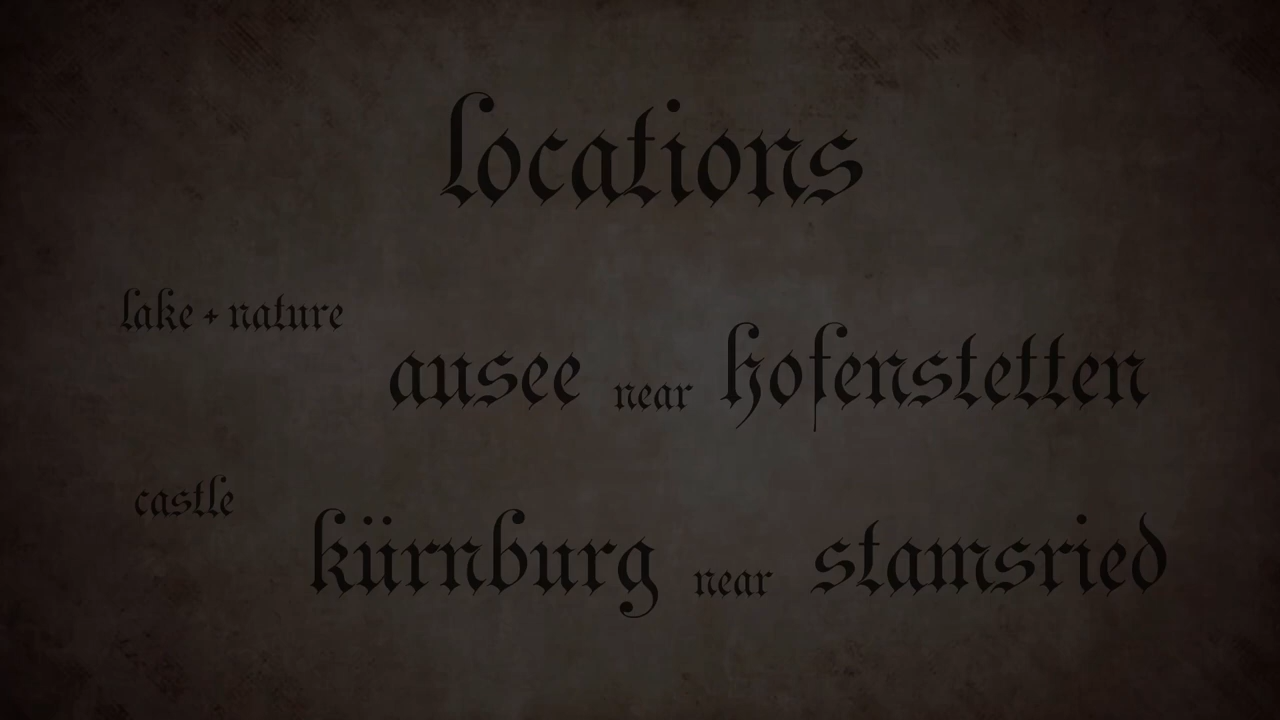 locations
lake + nature
ausee near hofenstetten
castle
kürnburg near stamsried